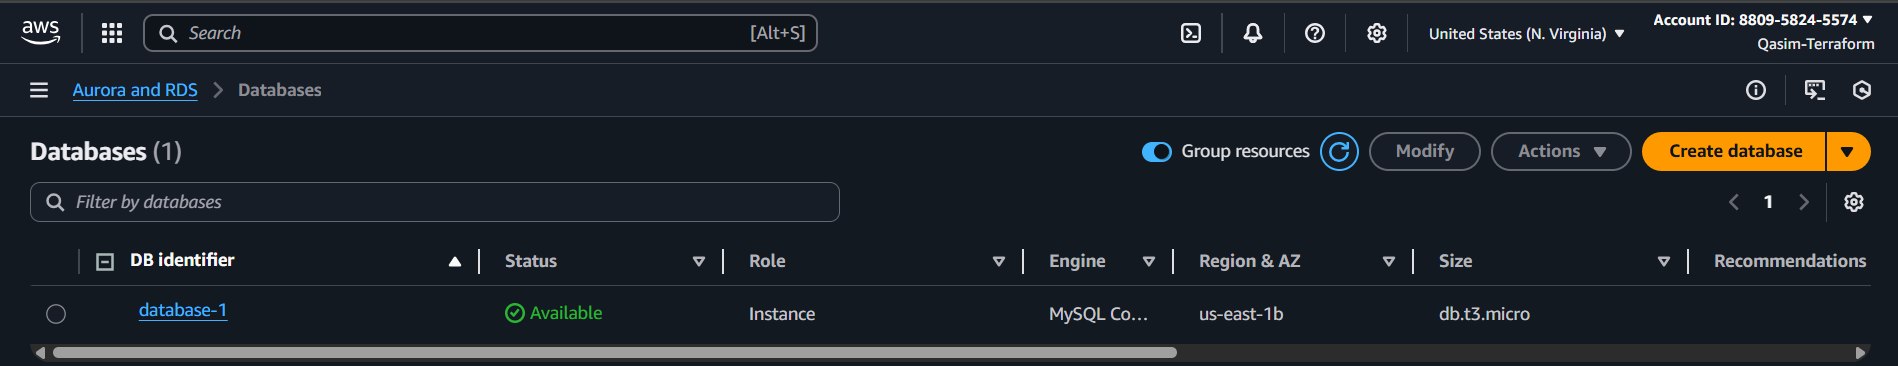 aws
Search [Alt+S]
United States (N. Virginia)
Account ID: 8809-5824-5574
Qasim-Terraform
Aurora and RDS > Databases
Databases (1)
Group resources
Modify
Actions
Create database
Filter by databases
1
DB identifier Status Role Engine Region & AZ Size Recommendations
database-1 Available Instance MySQL Co... us-east-1b db.t3.micro